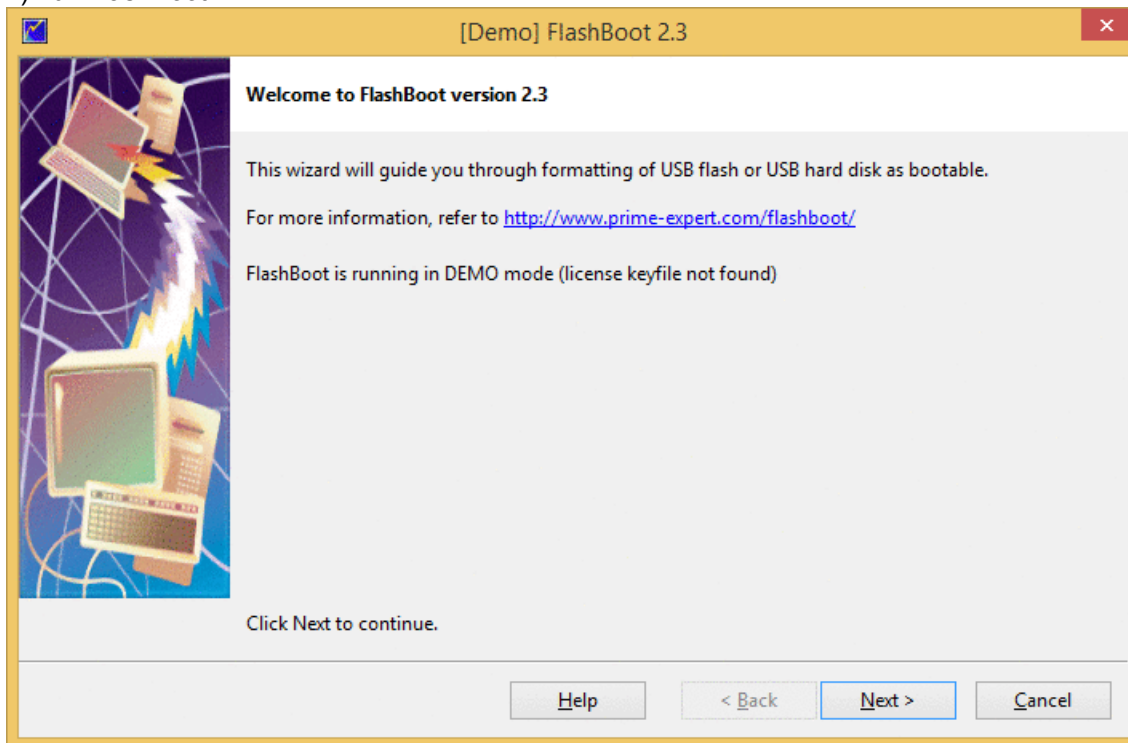 [Demo] FlashBoot 2.3
Welcome to FlashBoot version 2.3
This wizard will guide you through formatting of USB flash or USB hard disk as bootable.
For more information, refer to http://www.prime-expert.com/flashboot/
FlashBoot is running in DEMO mode (license keyfile not found)
Click Next to continue.
Help
< Back
Next >
Cancel